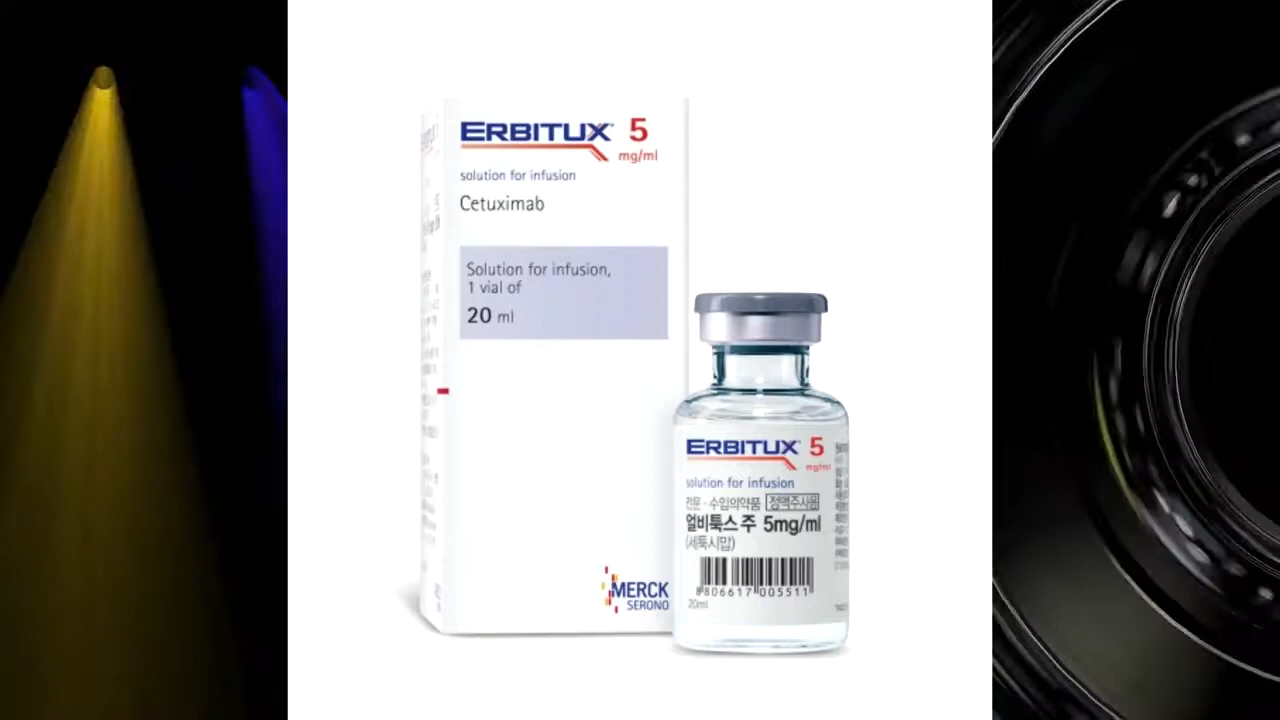 ERBITUX 5
mg/ml
solution for infusion
Cetuximab
Solution for infusion,
1 vial of
20 ml
MERCK
SERONO
ERBITUX 5
mg/ml
solution for infusion
전문-수입의약품 정맥주사용
얼비툭스주 5mg/ml
(세툭시맙)
8806617005511
20ml